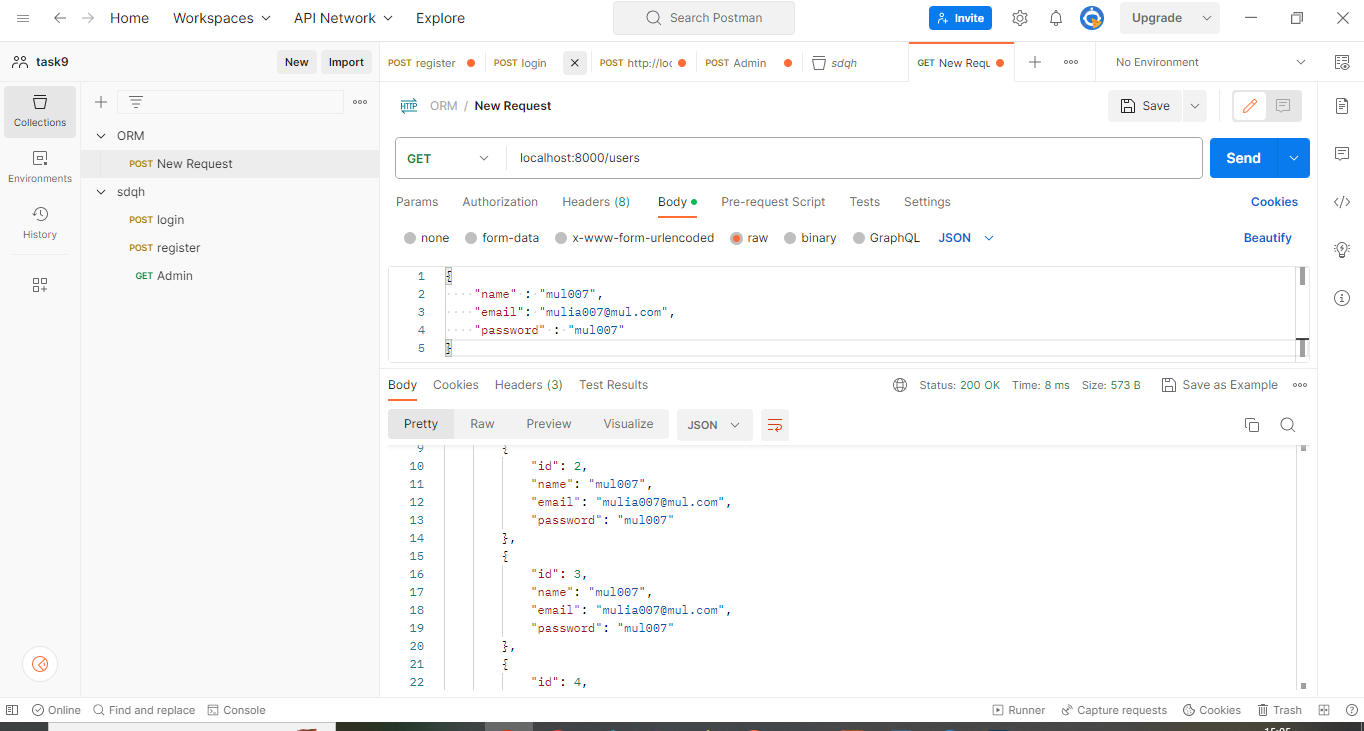 Home Workspaces API Network Explore Search Postman Invite Upgrade
task9 New Import POST register POST login POST http://loc POST Admin sdqh GET New Requ No Environment
Collections
Environments
History
ORM
POST New Request
sdqh
POST login
POST register
GET Admin
HTTP ORM / New Request Save
GET localhost:8000/users Send
Params Authorization Headers (8) Body Pre-request Script Tests Settings Cookies
none form-data x-www-form-urlencoded raw binary GraphQL JSON Beautify
1 {
2 "name" : "mul007",
3 "email": "mulia007@mul.com",
4 "password" : "mul007"
5 }
Body Cookies Headers (3) Test Results Status: 200 OK Time: 8 ms Size: 573 B Save as Example
Pretty Raw Preview Visualize JSON
9 {
10 "id": 2,
11 "name": "mul007",
12 "email": "mulia007@mul.com",
13 "password": "mul007"
14 },
15 {
16 "id": 3,
17 "name": "mul007",
18 "email": "mulia007@mul.com",
19 "password": "mul007"
20 },
21 {
22 "id": 4,
Online Find and replace Console Runner Capture requests Cookies Trash